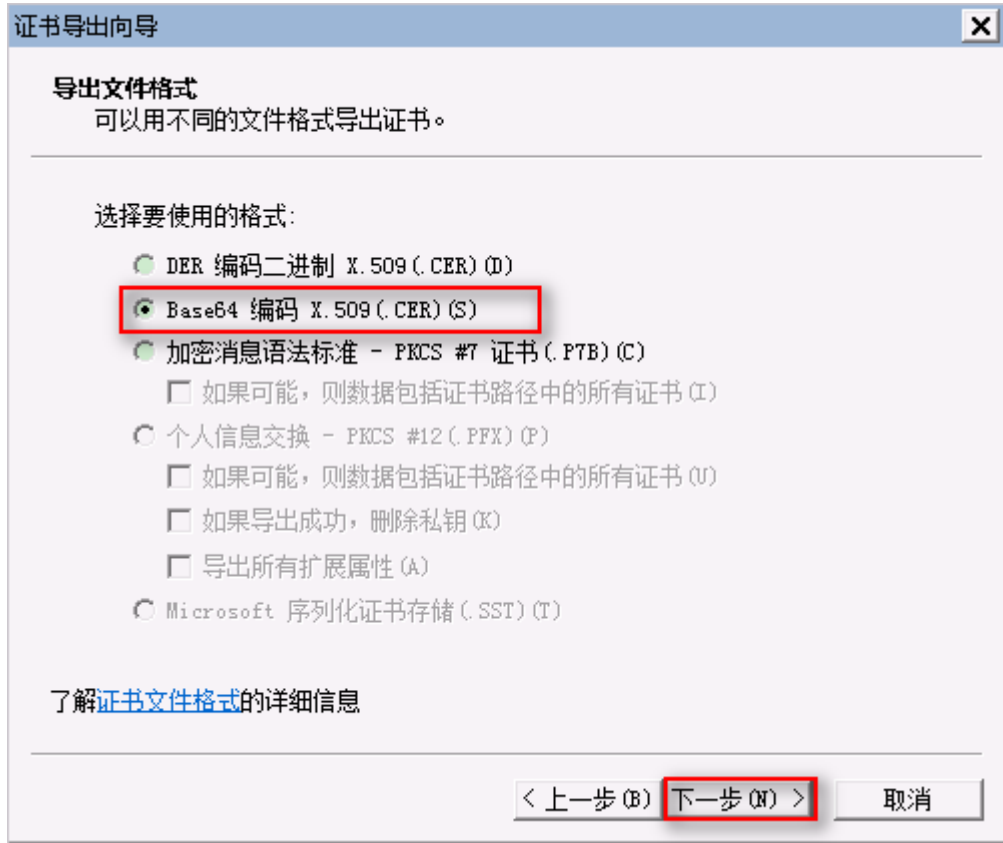 证书导出向导
导出文件格式
可以用不同的文件格式导出证书。
选择要使用的格式:
DER 编码二进制 X.509(.CER)(D)
Base64 编码 X.509(.CER)(S)
加密消息语法标准 - PKCS #7 证书(.P7B)(C)
如果可能，则数据包括证书路径中的所有证书(I)
个人信息交换 - PKCS #12(.PFX)(P)
如果可能，则数据包括证书路径中的所有证书(U)
如果导出成功，删除私钥(K)
导出所有扩展属性(A)
Microsoft 序列化证书存储(.SST)(T)
了解证书文件格式的详细信息
< 上一步(B) 下一步(N) > 取消